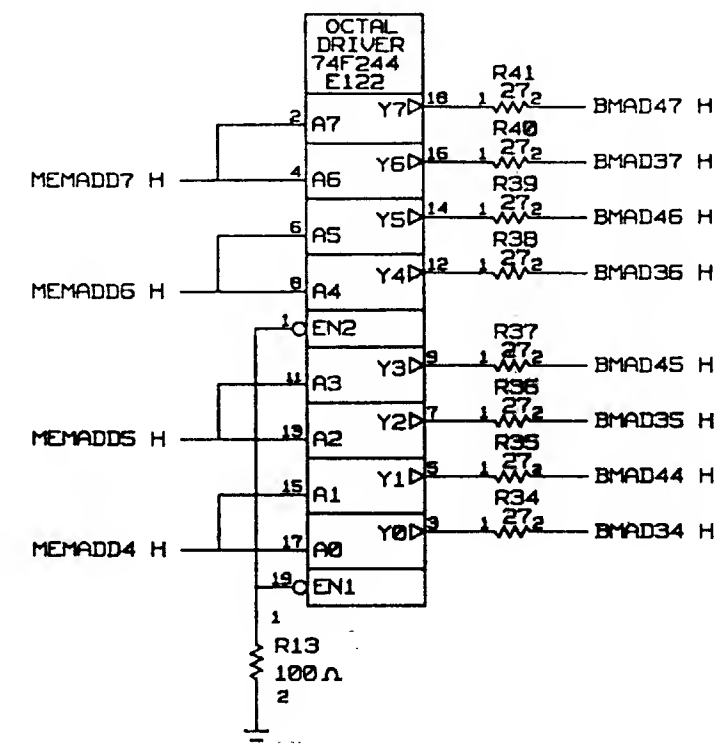 OCTAL
DRIVER
74F244
E122
R41
2 A7 Y7 18 1 27 2 BMAD47 H
R40
MEMADD7 H 4 A6 Y6 16 1 27 2 BMAD37 H
R39
6 A5 Y5 14 1 27 2 BMAD46 H
R38
MEMADD6 H 8 A4 Y4 12 1 27 2 BMAD36 H
1 EN2
R37
11 A3 Y3 9 1 27 2 BMAD45 H
R36
MEMADD5 H 13 A2 Y2 7 1 27 2 BMAD35 H
R35
15 A1 Y1 5 1 27 2 BMAD44 H
R34
MEMADD4 H 17 A0 Y0 3 1 27 2 BMAD34 H
19 EN1
1
R13
100Ω
2